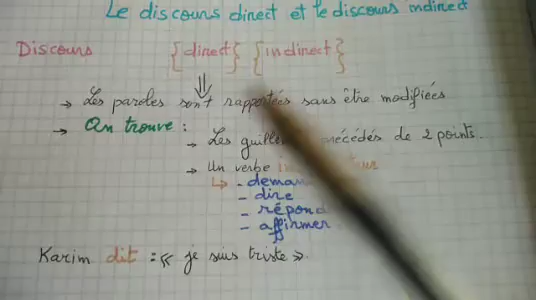 Le discours direct et le discours indirect
Discours {direct} {indirect}
→ Les paroles sont rapportées sans être modifiées
→ On trouve :
→ Les précédés de 2 points.
→ Un verbe
↳ -
- dire
-
- affirmer
Karim dit : « je suis triste ».